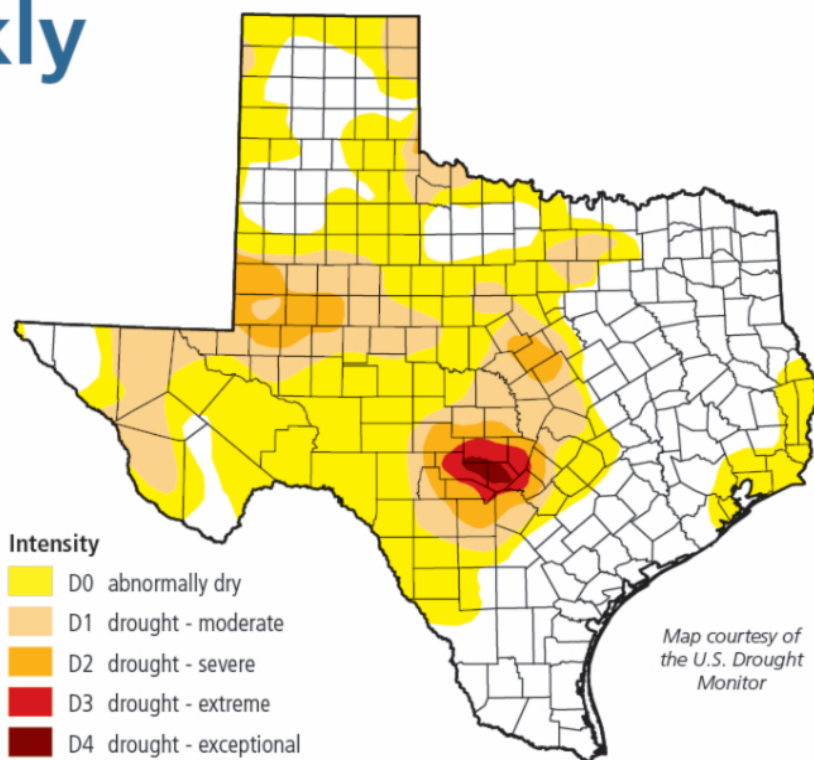 kly
Intensity
D0 abnormally dry
D1 drought - moderate
D2 drought - severe
D3 drought - extreme
D4 drought - exceptional
Map courtesy of
the U.S. Drought
Monitor